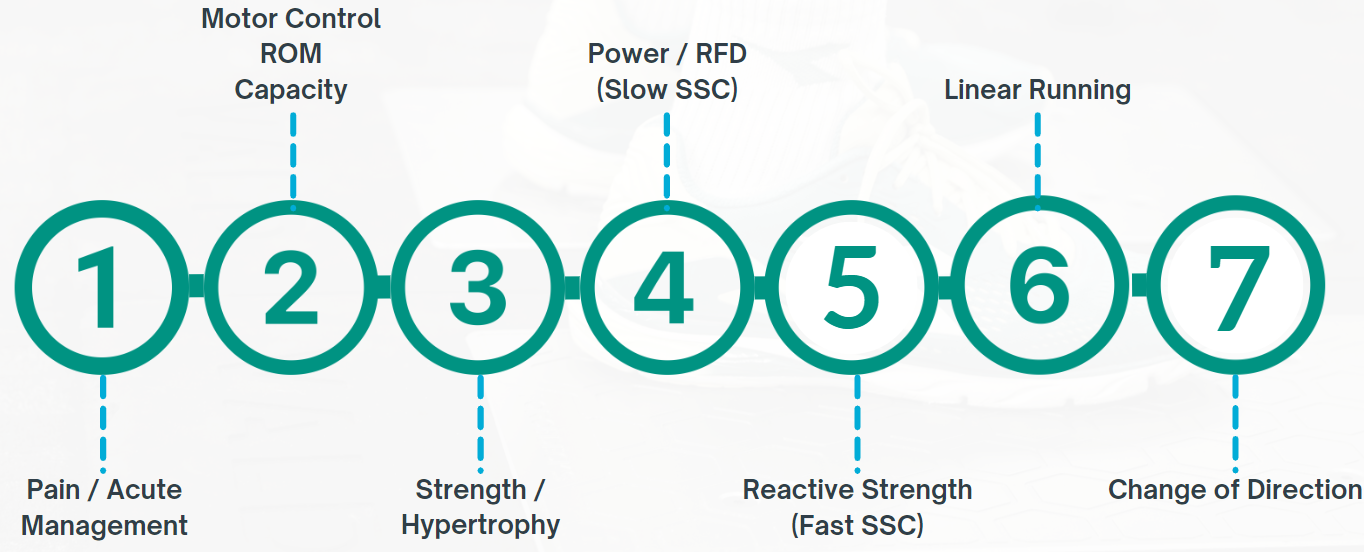 Motor Control
ROM
Capacity
Power / RFD
(Slow SSC)
Linear Running
1
2
3
4
5
6
7
Pain / Acute
Management
Strength /
Hypertrophy
Reactive Strength
(Fast SSC)
Change of Direction